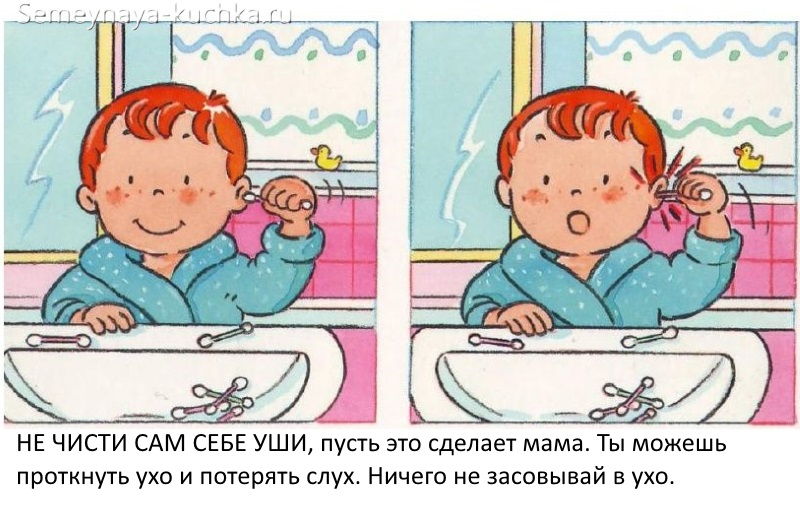 Semeynaya-kuchka.ru
НЕ ЧИСТИ САМ СЕБЕ УШИ, пусть это сделает мама. Ты можешь
проткнуть ухо и потерять слух. Ничего не засовывай в ухо.